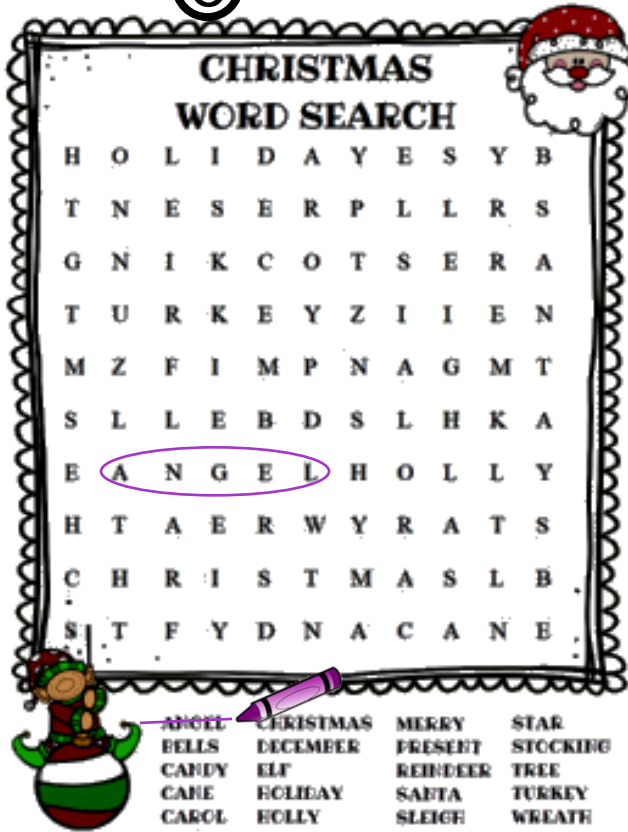 CHRISTMAS
WORD SEARCH
H O L I D A Y E S Y B
T N E S E R P L L R S
G N I K C O T S E R A
T U R K E Y Z I I E N
M Z F I M P N A G M T
S L L E B D S L H K A
E A N G E L H O L L Y
H T A E R W Y R A T S
C H R I S T M A S L B
S T F Y D N A C A N E
ANGEL CHRISTMAS MERRY STAR
BELLS DECEMBER PRESENT STOCKING
CANDY ELF REINDEER TREE
CANE HOLIDAY SANTA TURKEY
CAROL HOLLY SLEIGH WREATH